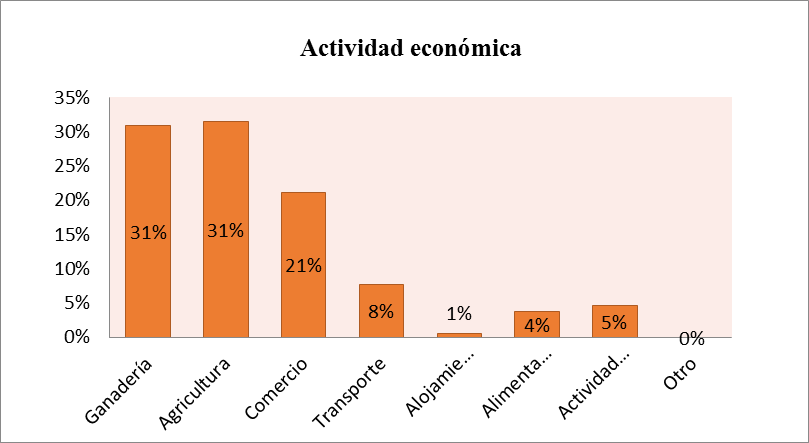 Actividad económica
35%
30%
25%
20%
15%
10%
5%
0%
31%
31%
21%
8%
1%
4%
5%
0%
Ganadería
Agricultura
Comercio
Transporte
Alojamie...
Alimenta...
Actividad...
Otro